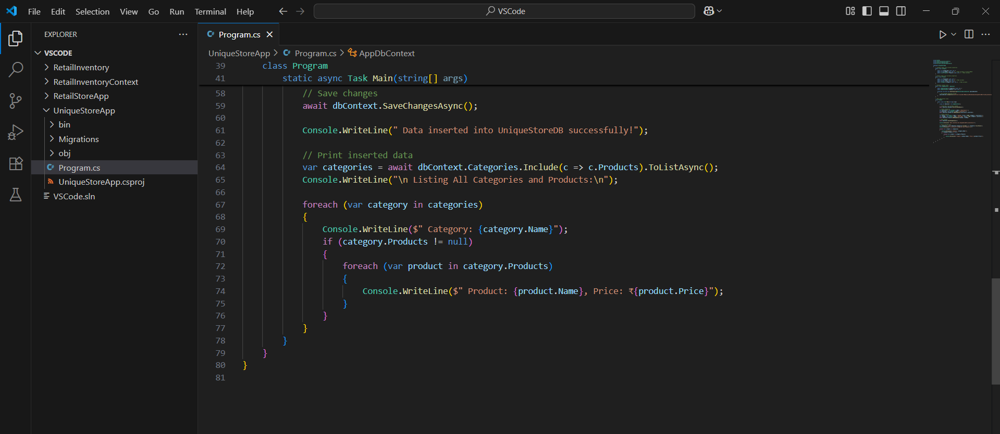 File Edit Selection View Go Run Terminal Help
VSCode
EXPLORER
VSCODE
RetailInventory
RetailInventoryContext
RetailStoreApp
UniqueStoreApp
bin
Migrations
obj
Program.cs
UniqueStoreApp.csproj
VSCode.sln
Program.cs
UniqueStoreApp > Program.cs > AppDbContext
39 class Program
41 static async Task Main(string[] args)
58 // Save changes
59 await dbContext.SaveChangesAsync();
60
61 Console.WriteLine(" Data inserted into UniqueStoreDB successfully!");
62
63 // Print inserted data
64 var categories = await dbContext.Categories.Include(c => c.Products).ToListAsync();
65 Console.WriteLine("\n Listing All Categories and Products:\n");
66
67 foreach (var category in categories)
68 {
69 Console.WriteLine($" Category: {category.Name}");
70 if (category.Products != null)
71 {
72 foreach (var product in category.Products)
73 {
74 Console.WriteLine($" Product: {product.Name}, Price: ₹{product.Price}");
75 }
76 }
77 }
78 }
79 }
80 }
81